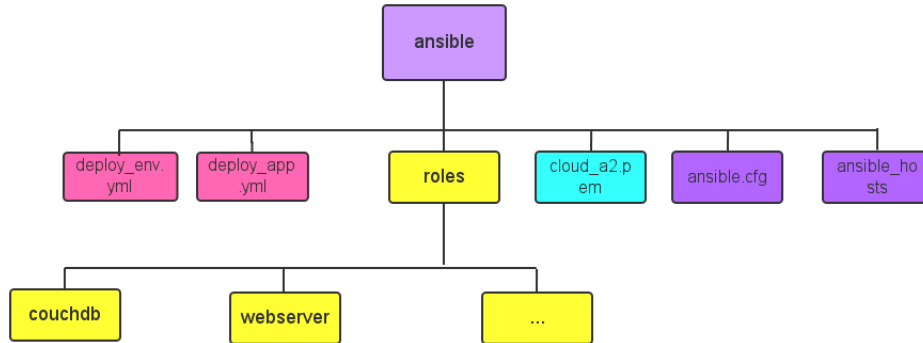 ansible
deploy_env.
yml
deploy_app
.yml
roles
cloud_a2.p
em
ansible.cfg
ansible_ho
sts
couchdb
webserver
...